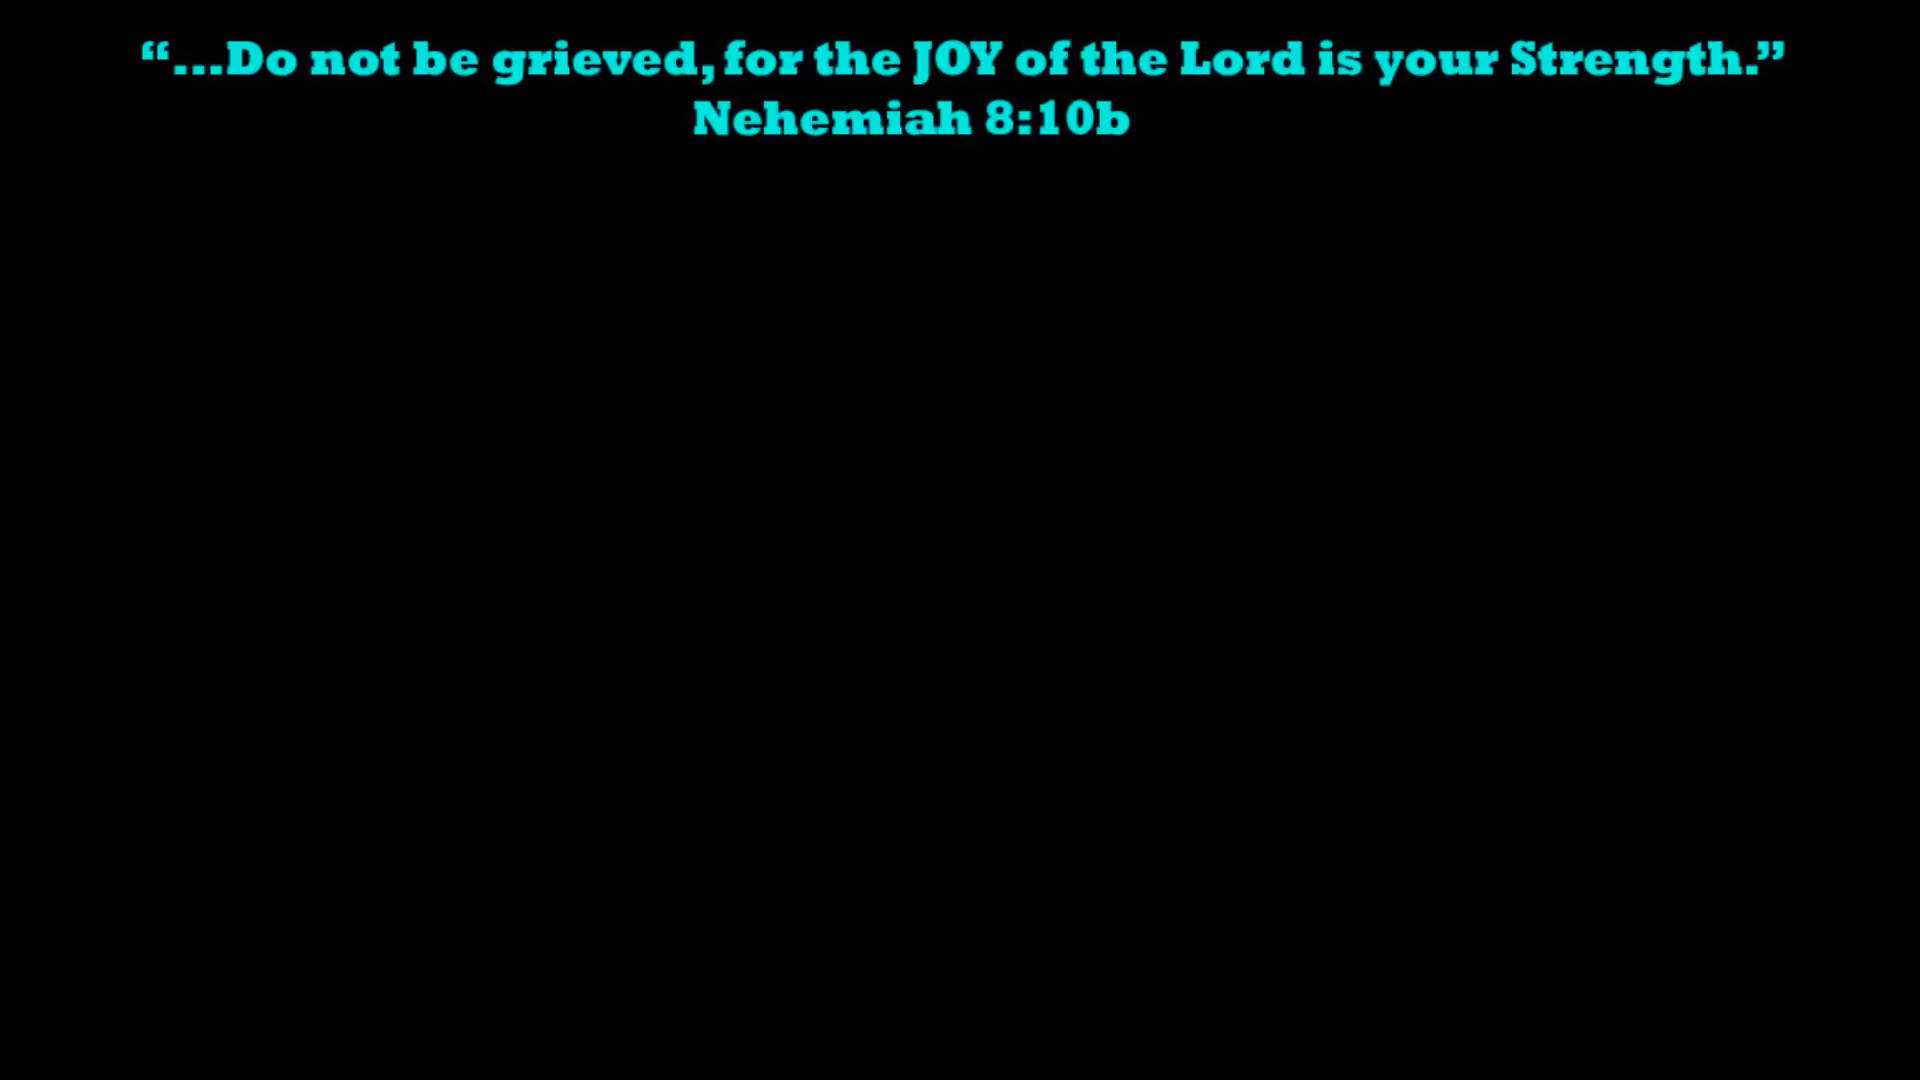 “...Do not be grieved, for the JOY of the Lord is your Strength.”
Nehemiah 8:10b